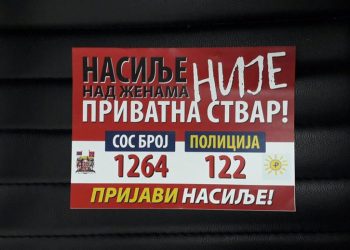 НАСИЉЕ НИЈЕ
НАД ЖЕНАМА
ПРИВАТНА СТВАР!
СОС БРОЈ ПОЛИЦИЈА
1264 122
ПРИЈАВИ НАСИЉЕ!